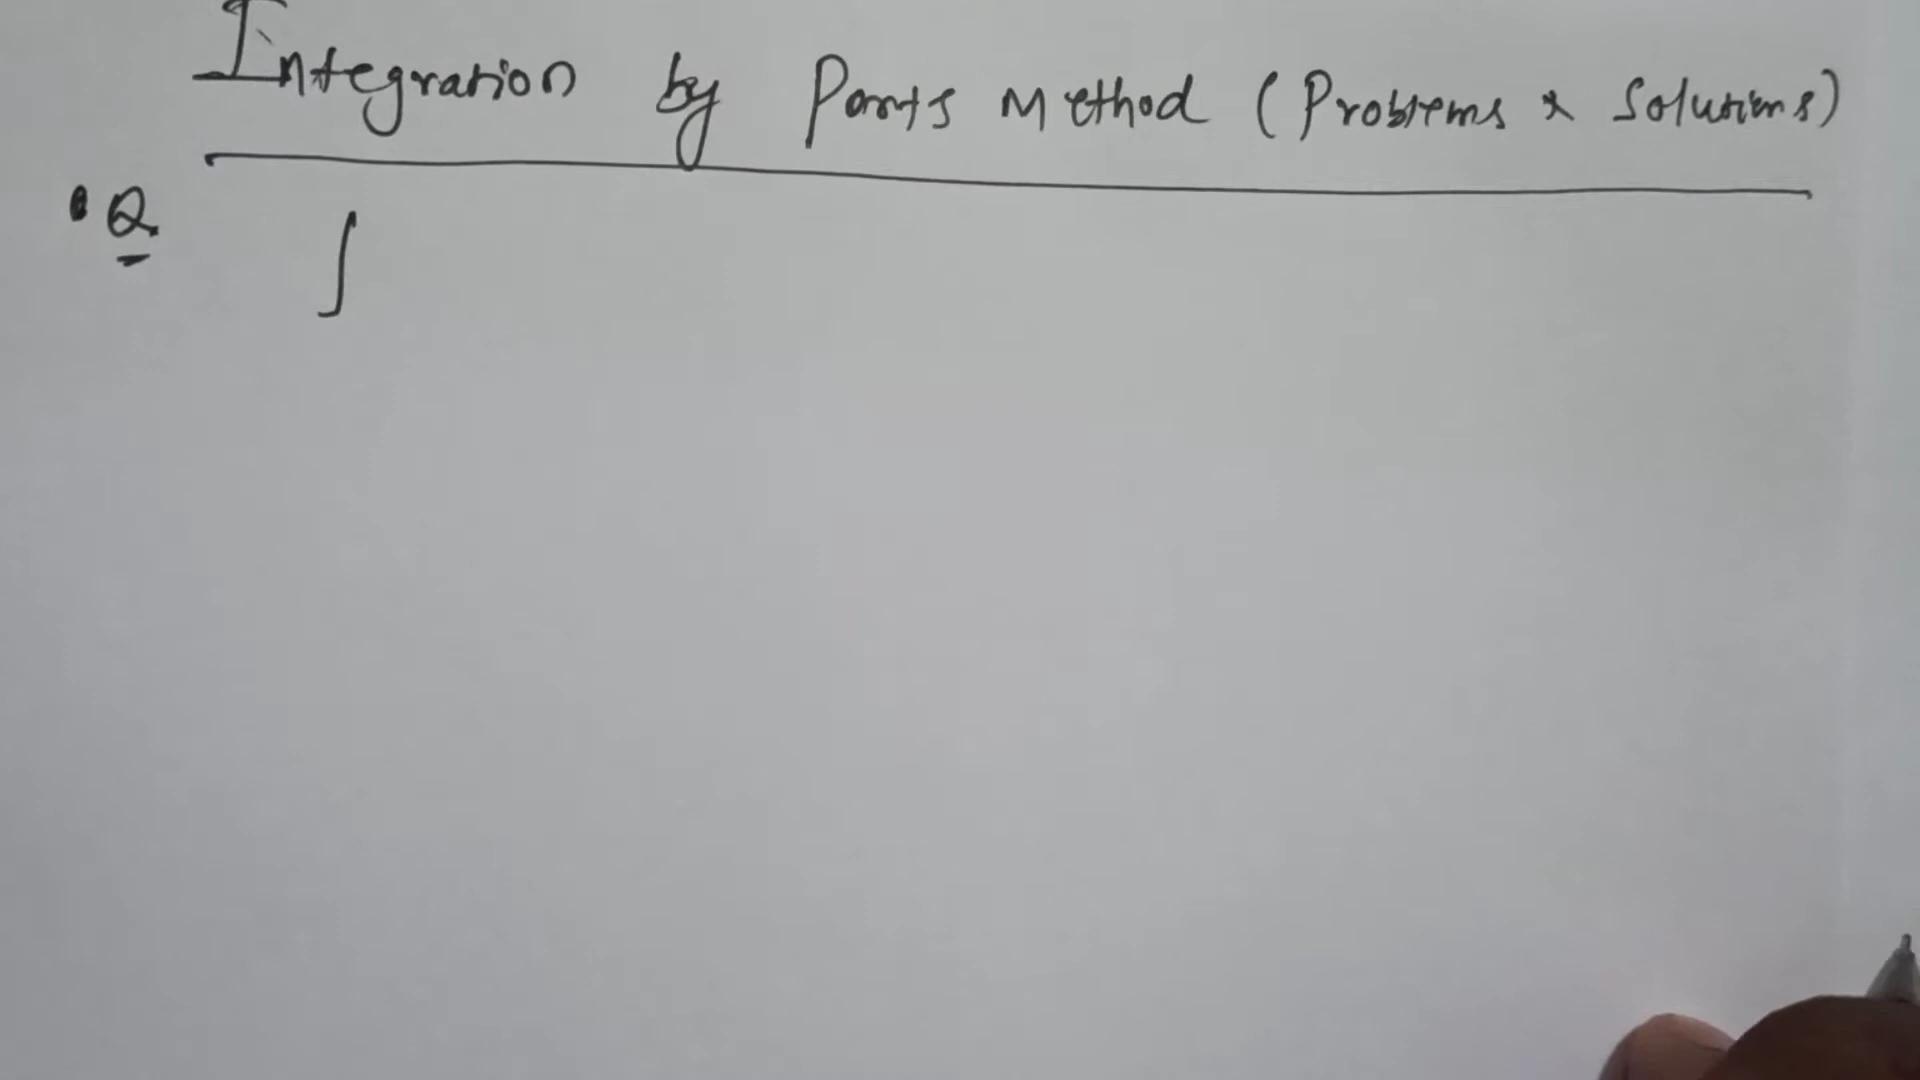 Integration by Parts Method (Problems & Solutions)
Q. ∫